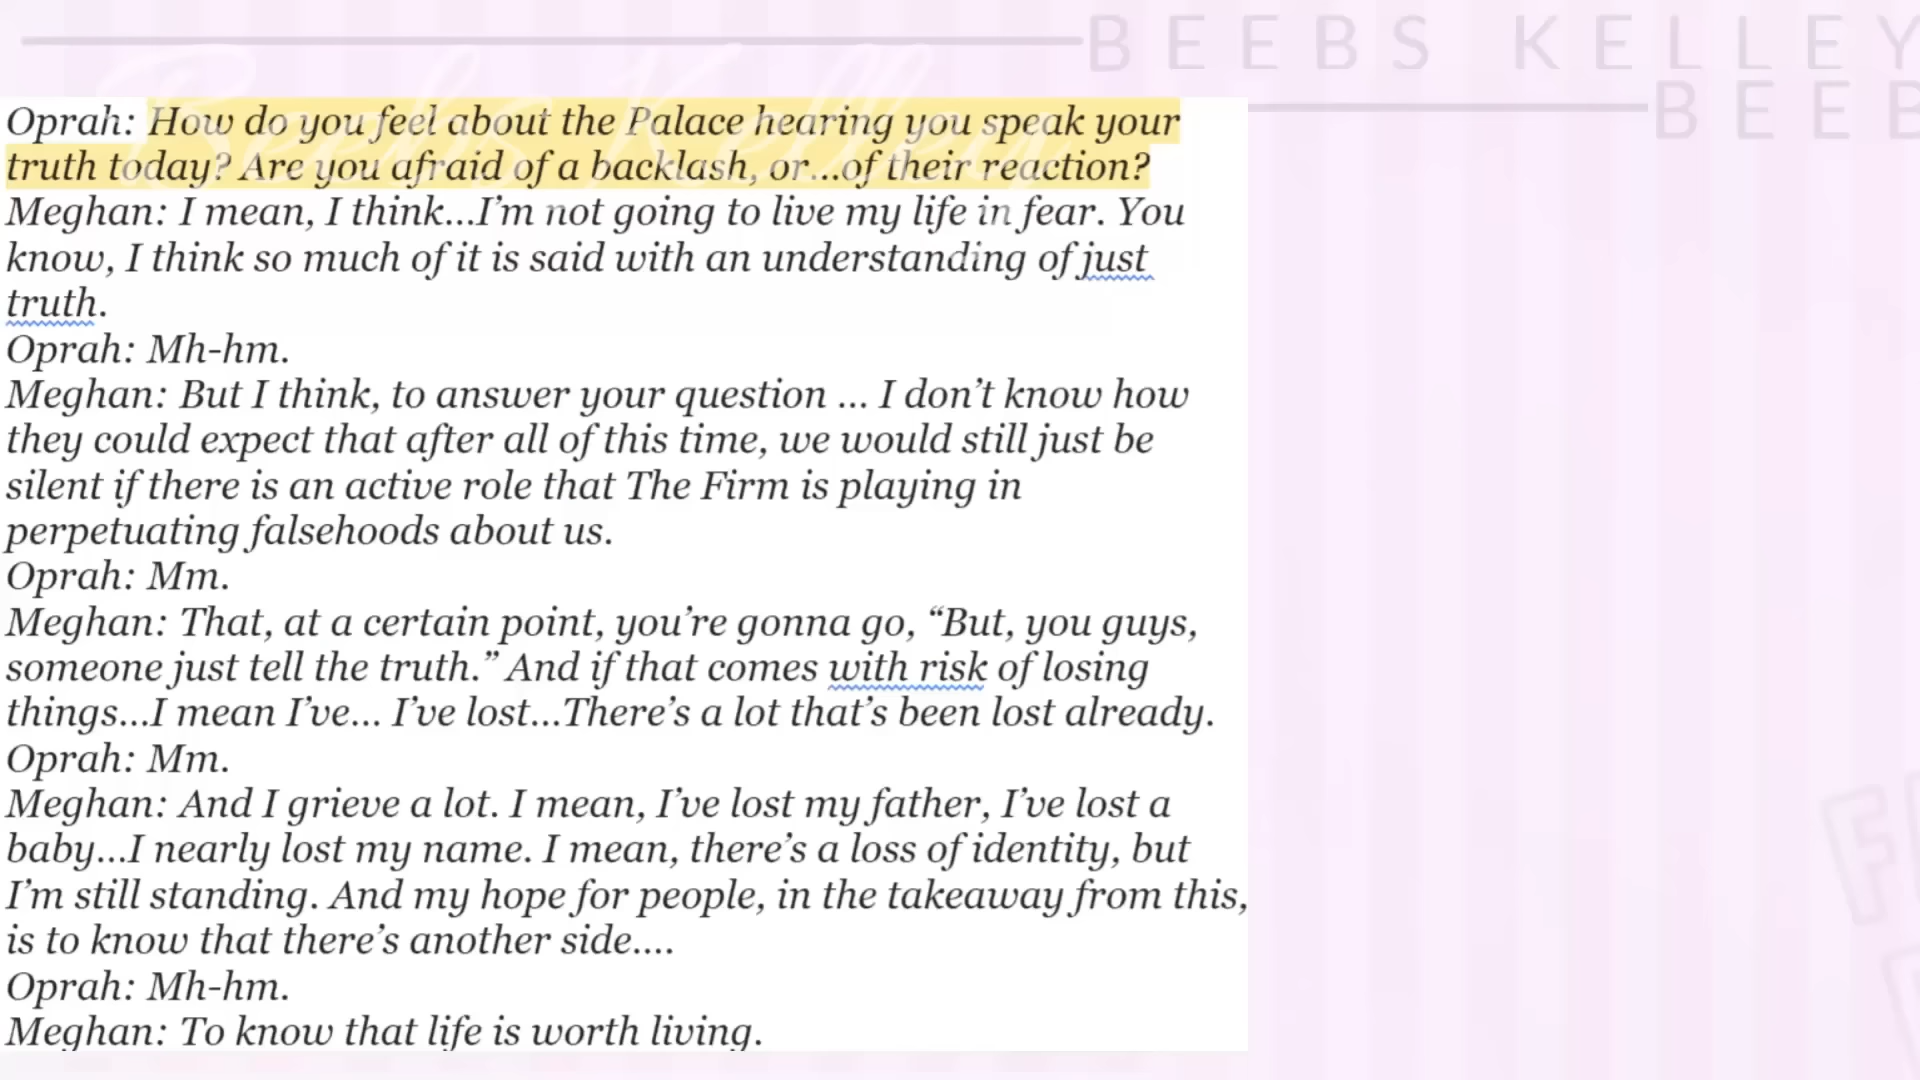 BEEBS KELLEY
BEEB
Beebs Kelley
Oprah: How do you feel about the Palace hearing you speak your
truth today? Are you afraid of a backlash, or...of their reaction?
Meghan: I mean, I think...I’m not going to live my life in fear. You
know, I think so much of it is said with an understanding of just
truth.
Oprah: Mh-hm.
Meghan: But I think, to answer your question ... I don’t know how
they could expect that after all of this time, we would still just be
silent if there is an active role that The Firm is playing in
perpetuating falsehoods about us.
Oprah: Mm.
Meghan: That, at a certain point, you’re gonna go, “But, you guys,
someone just tell the truth.” And if that comes with risk of losing
things...I mean I’ve... I’ve lost...There’s a lot that’s been lost already.
Oprah: Mm.
Meghan: And I grieve a lot. I mean, I’ve lost my father, I’ve lost a
baby...I nearly lost my name. I mean, there’s a loss of identity, but
I’m still standing. And my hope for people, in the takeaway from this,
is to know that there’s another side....
Oprah: Mh-hm.
Meghan: To know that life is worth living.